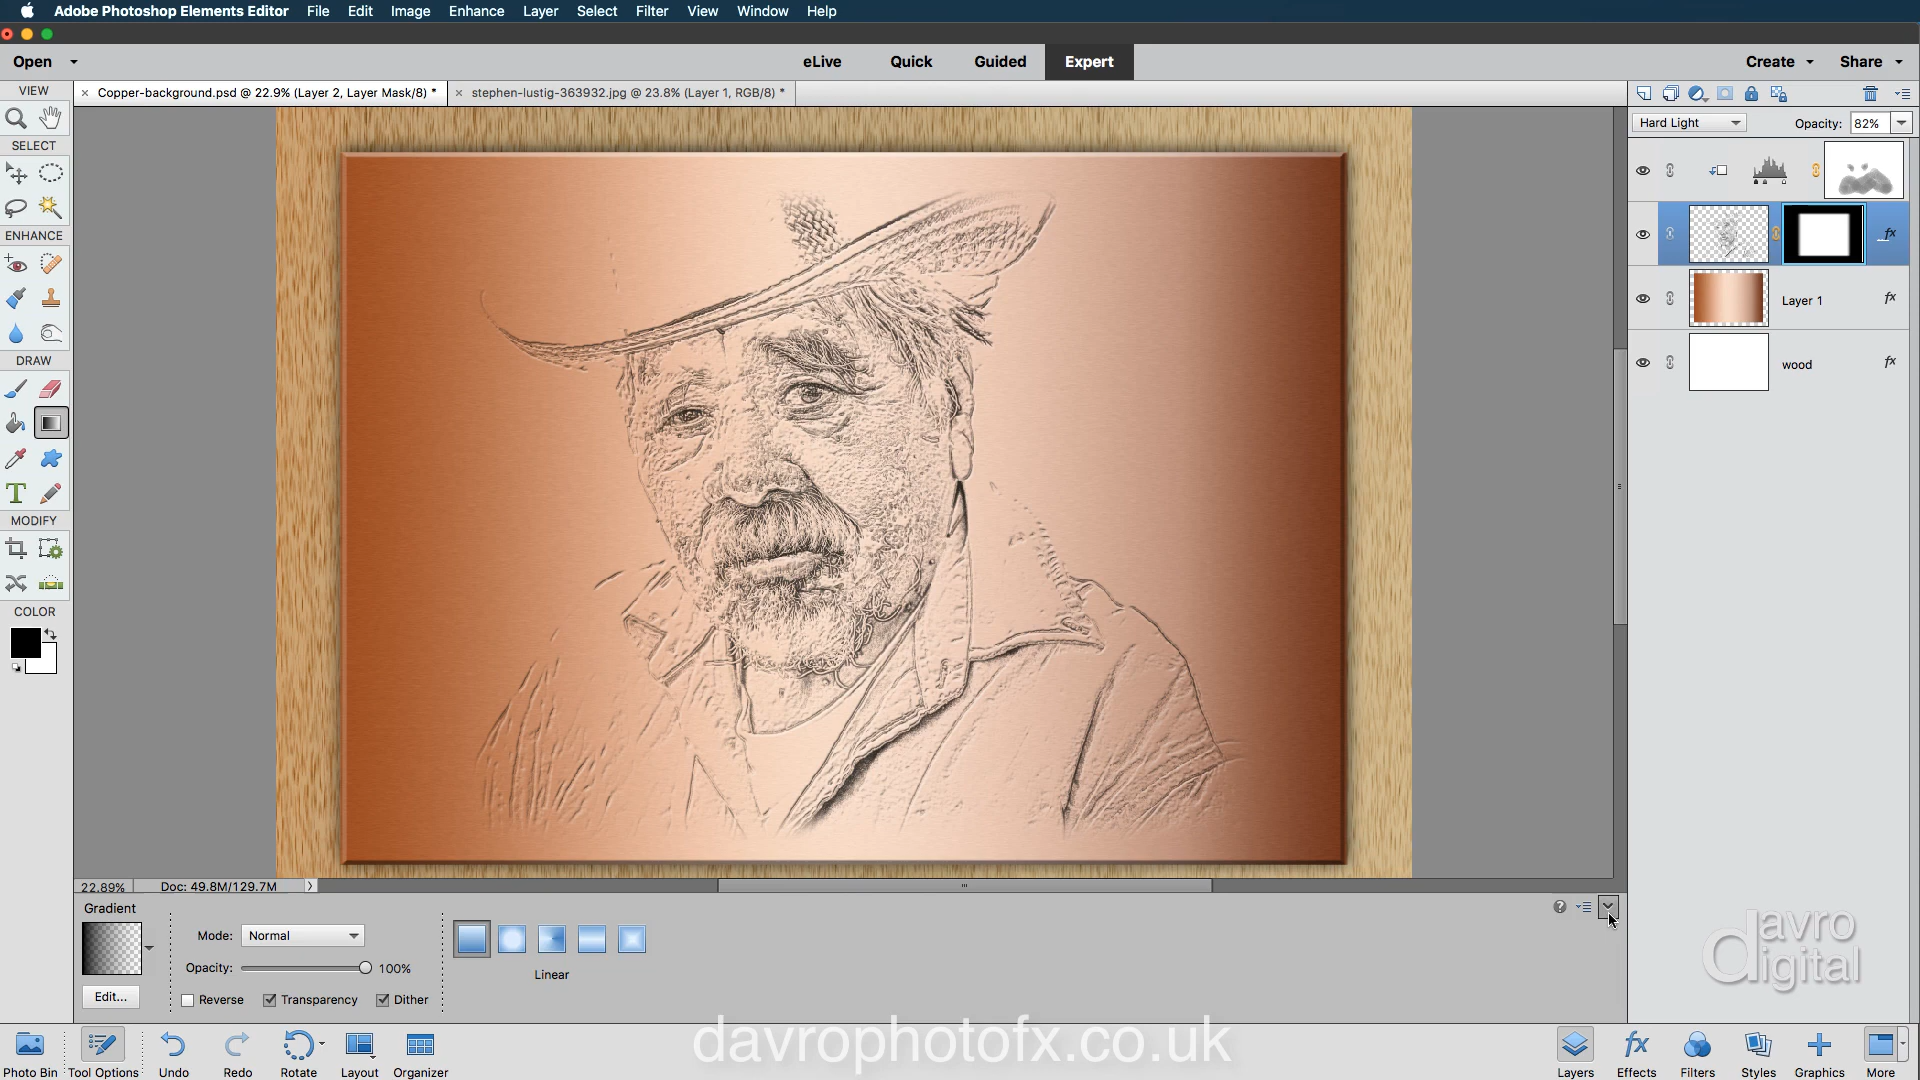 Adobe Photoshop Elements Editor File Edit Image Enhance Layer Select Filter View Window Help
Open eLive Quick Guided Expert Create Share
VIEW
× Copper-background.psd @ 22.9% (Layer 2, Layer Mask/8) *
× stephen-lustig-363932.jpg @ 23.8% (Layer 1, RGB/8) *
Hard Light Opacity: 82%
SELECT
ENHANCE
fx
Layer 1 fx
wood fx
DRAW
T
MODIFY
COLOR
22.89% Doc: 49.8M/129.7M
Gradient
Mode: Normal
Opacity: 100%
Linear
Edit...
Reverse Transparency Dither
davro
digital
davrophotofx.co.uk
Photo Bin Tool Options Undo Redo Rotate Layout Organizer
fx
Layers Effects Filters Styles Graphics More